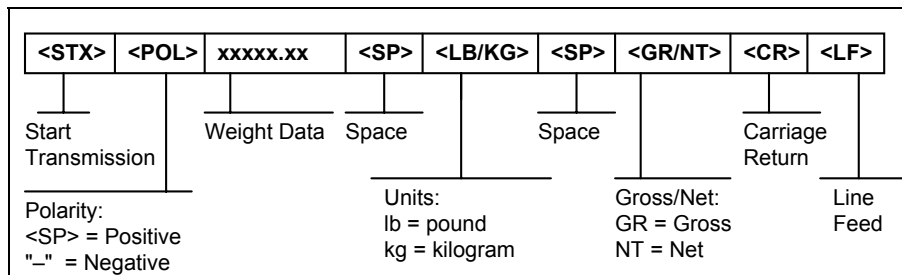 <STX> <POL> xxxxx.xx <SP> <LB/KG> <SP> <GR/NT> <CR> <LF>
Start
Transmission
Weight Data
Space
Space
Carriage
Return
Polarity:
<SP> = Positive
"–" = Negative
Units:
lb = pound
kg = kilogram
Gross/Net:
GR = Gross
NT = Net
Line
Feed